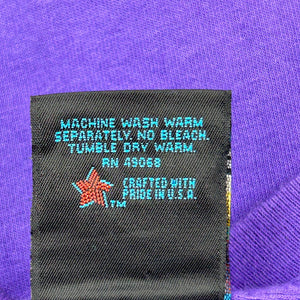 MACHINE WASH WARM
SEPARATELY. NO BLEACH.
TUMBLE DRY WARM.
RN 49068
CRAFTED WITH
PRIDE IN U.S.A.
TM